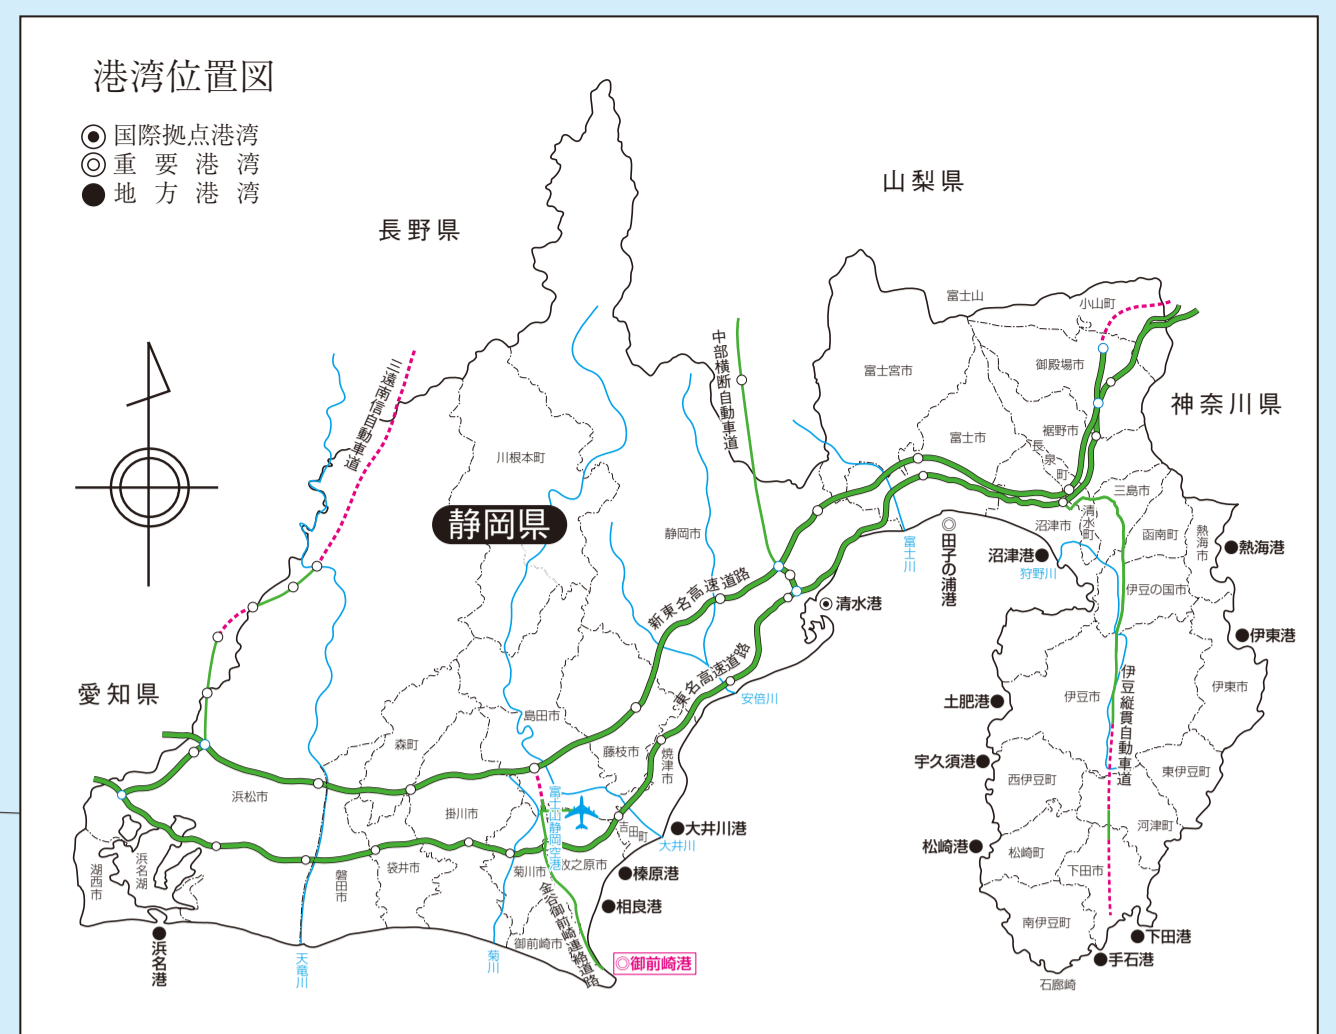 港湾位置図
◉国際拠点港湾
◎重要港湾
●地方港湾
長野県
山梨県
神奈川県
愛知県
静岡県
富士山
小山町
御殿場市
富士宮市
裾野市
富士市
長泉町
三島市
清水町
沼津市
函南町
熱海市
伊豆の国市
川根本町
静岡市
三遠南信自動車道
中部横断自動車道
新東名高速道路
東名高速道路
伊豆縦貫自動車道
富士川
◎田子の浦港
沼津港●
狩野川
●熱海港
◉清水港
●伊東港
安倍川
土肥港●
伊豆市
伊東市
宇久須港●
西伊豆町
東伊豆町
河津町
松崎港●
松崎町
下田市
南伊豆町
●下田港
●手石港
石廊崎
島田市
森町
藤枝市
焼津市
浜松市
掛川市
富士山静岡空港
吉田町
●大井川港
大井川
湖西市
浜名湖
磐田市
袋井市
菊川市
牧之原市
●榛原港
●相良港
金谷御前崎連絡道路
御前崎市
◎御前崎港
●浜名港
天竜川
菊川